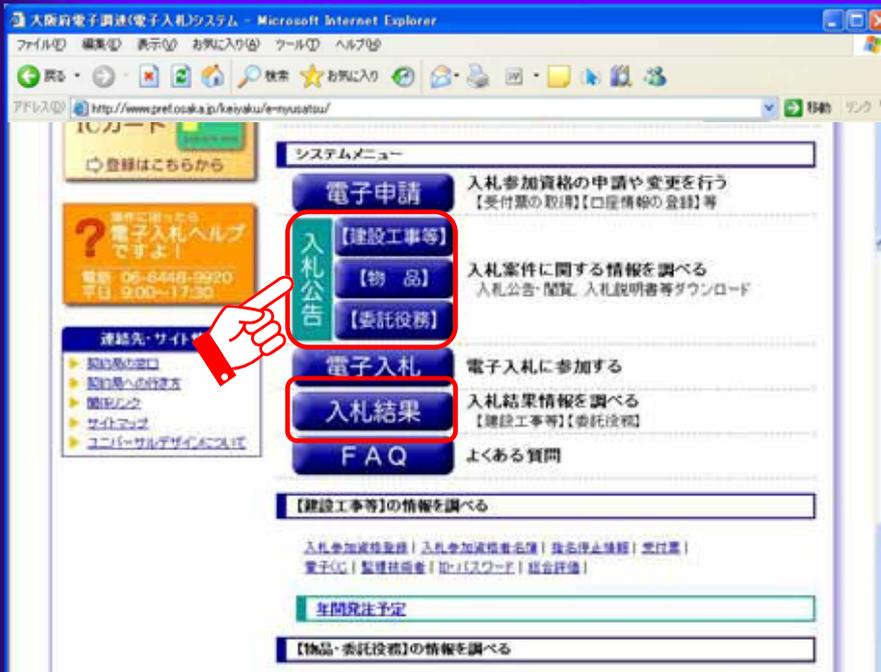 大阪府電子調達(電子入札)システム - Microsoft Internet Explorer
ファイル(F) 編集(E) 表示(V) お気に入り(A) ツール(T) ヘルプ(H)
戻る 検索 お気に入り
アドレス(D) http://www.pref.osaka.jp/keiyaku/e-nyusatsu/ 移動 リンク
ICカード
登録はこちらから
操作に困ったら
電子入札ヘルプ
ですよ!
電話 06-6448-9920
平日 9:00~17:30
連絡先・サイト
契約局の窓口
契約局への行き方
関連リンク
サイトマップ
ユニバーサルデザインについて
システムメニュー
電子申請 入札参加資格の申請や変更を行う
【受付票の取得】【口座情報の登録】等
入札公告
【建設工事等】
【物 品】
【委託役務】
入札案件に関する情報を調べる
入札公告・閲覧、入札説明書等ダウンロード
電子入札 電子入札に参加する
入札結果 入札結果情報を調べる
【建設工事等】【委託役務】
FAQ よくある質問
【建設工事等】の情報を調べる
入札参加資格登録 | 入札参加資格者名簿 | 指名停止情報 | 受付票 |
電子くじ | 監理技術者 | ID・パスワード | 総合評価 |
年間発注予定
【物品・委託役務】の情報を調べる